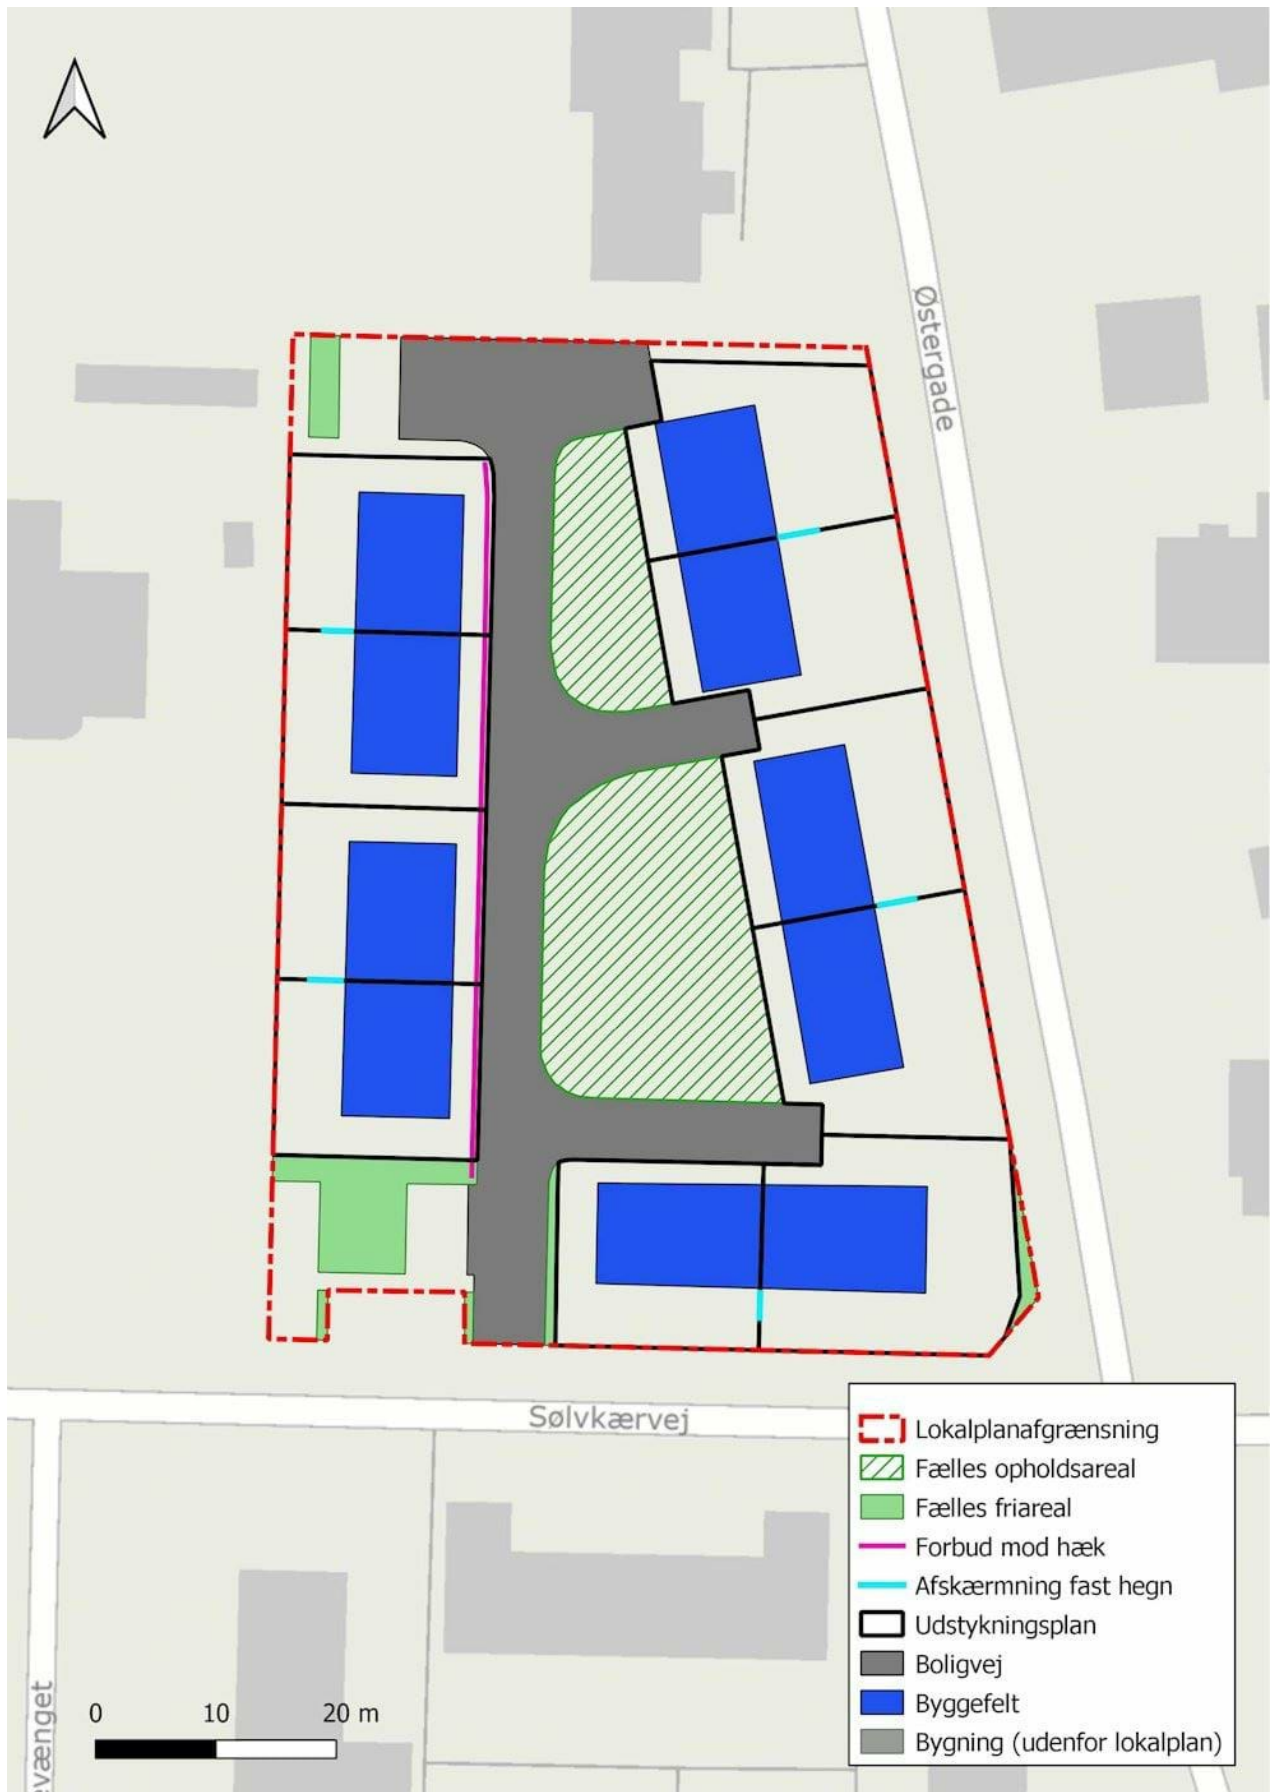 Østergade
Sølvkærvej
evænget
0 10 20 m
Lokalplanafgrænsning
Fælles opholdsareal
Fælles friareal
Forbud mod hæk
Afskærmning fast hegn
Udstykningsplan
Boligvej
Byggefelt
Bygning (udenfor lokalplan)